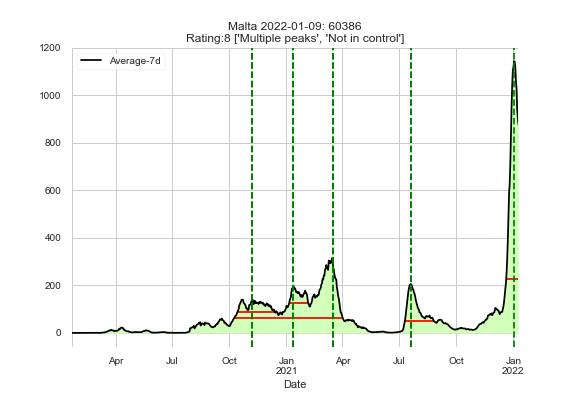 Malta 2022-01-09: 60386
Rating:8 ['Multiple peaks', 'Not in control']
Average-7d
1200
1000
800
600
400
200
0
Apr Jul Oct Jan Apr Jul Oct Jan
2021 2022
Date